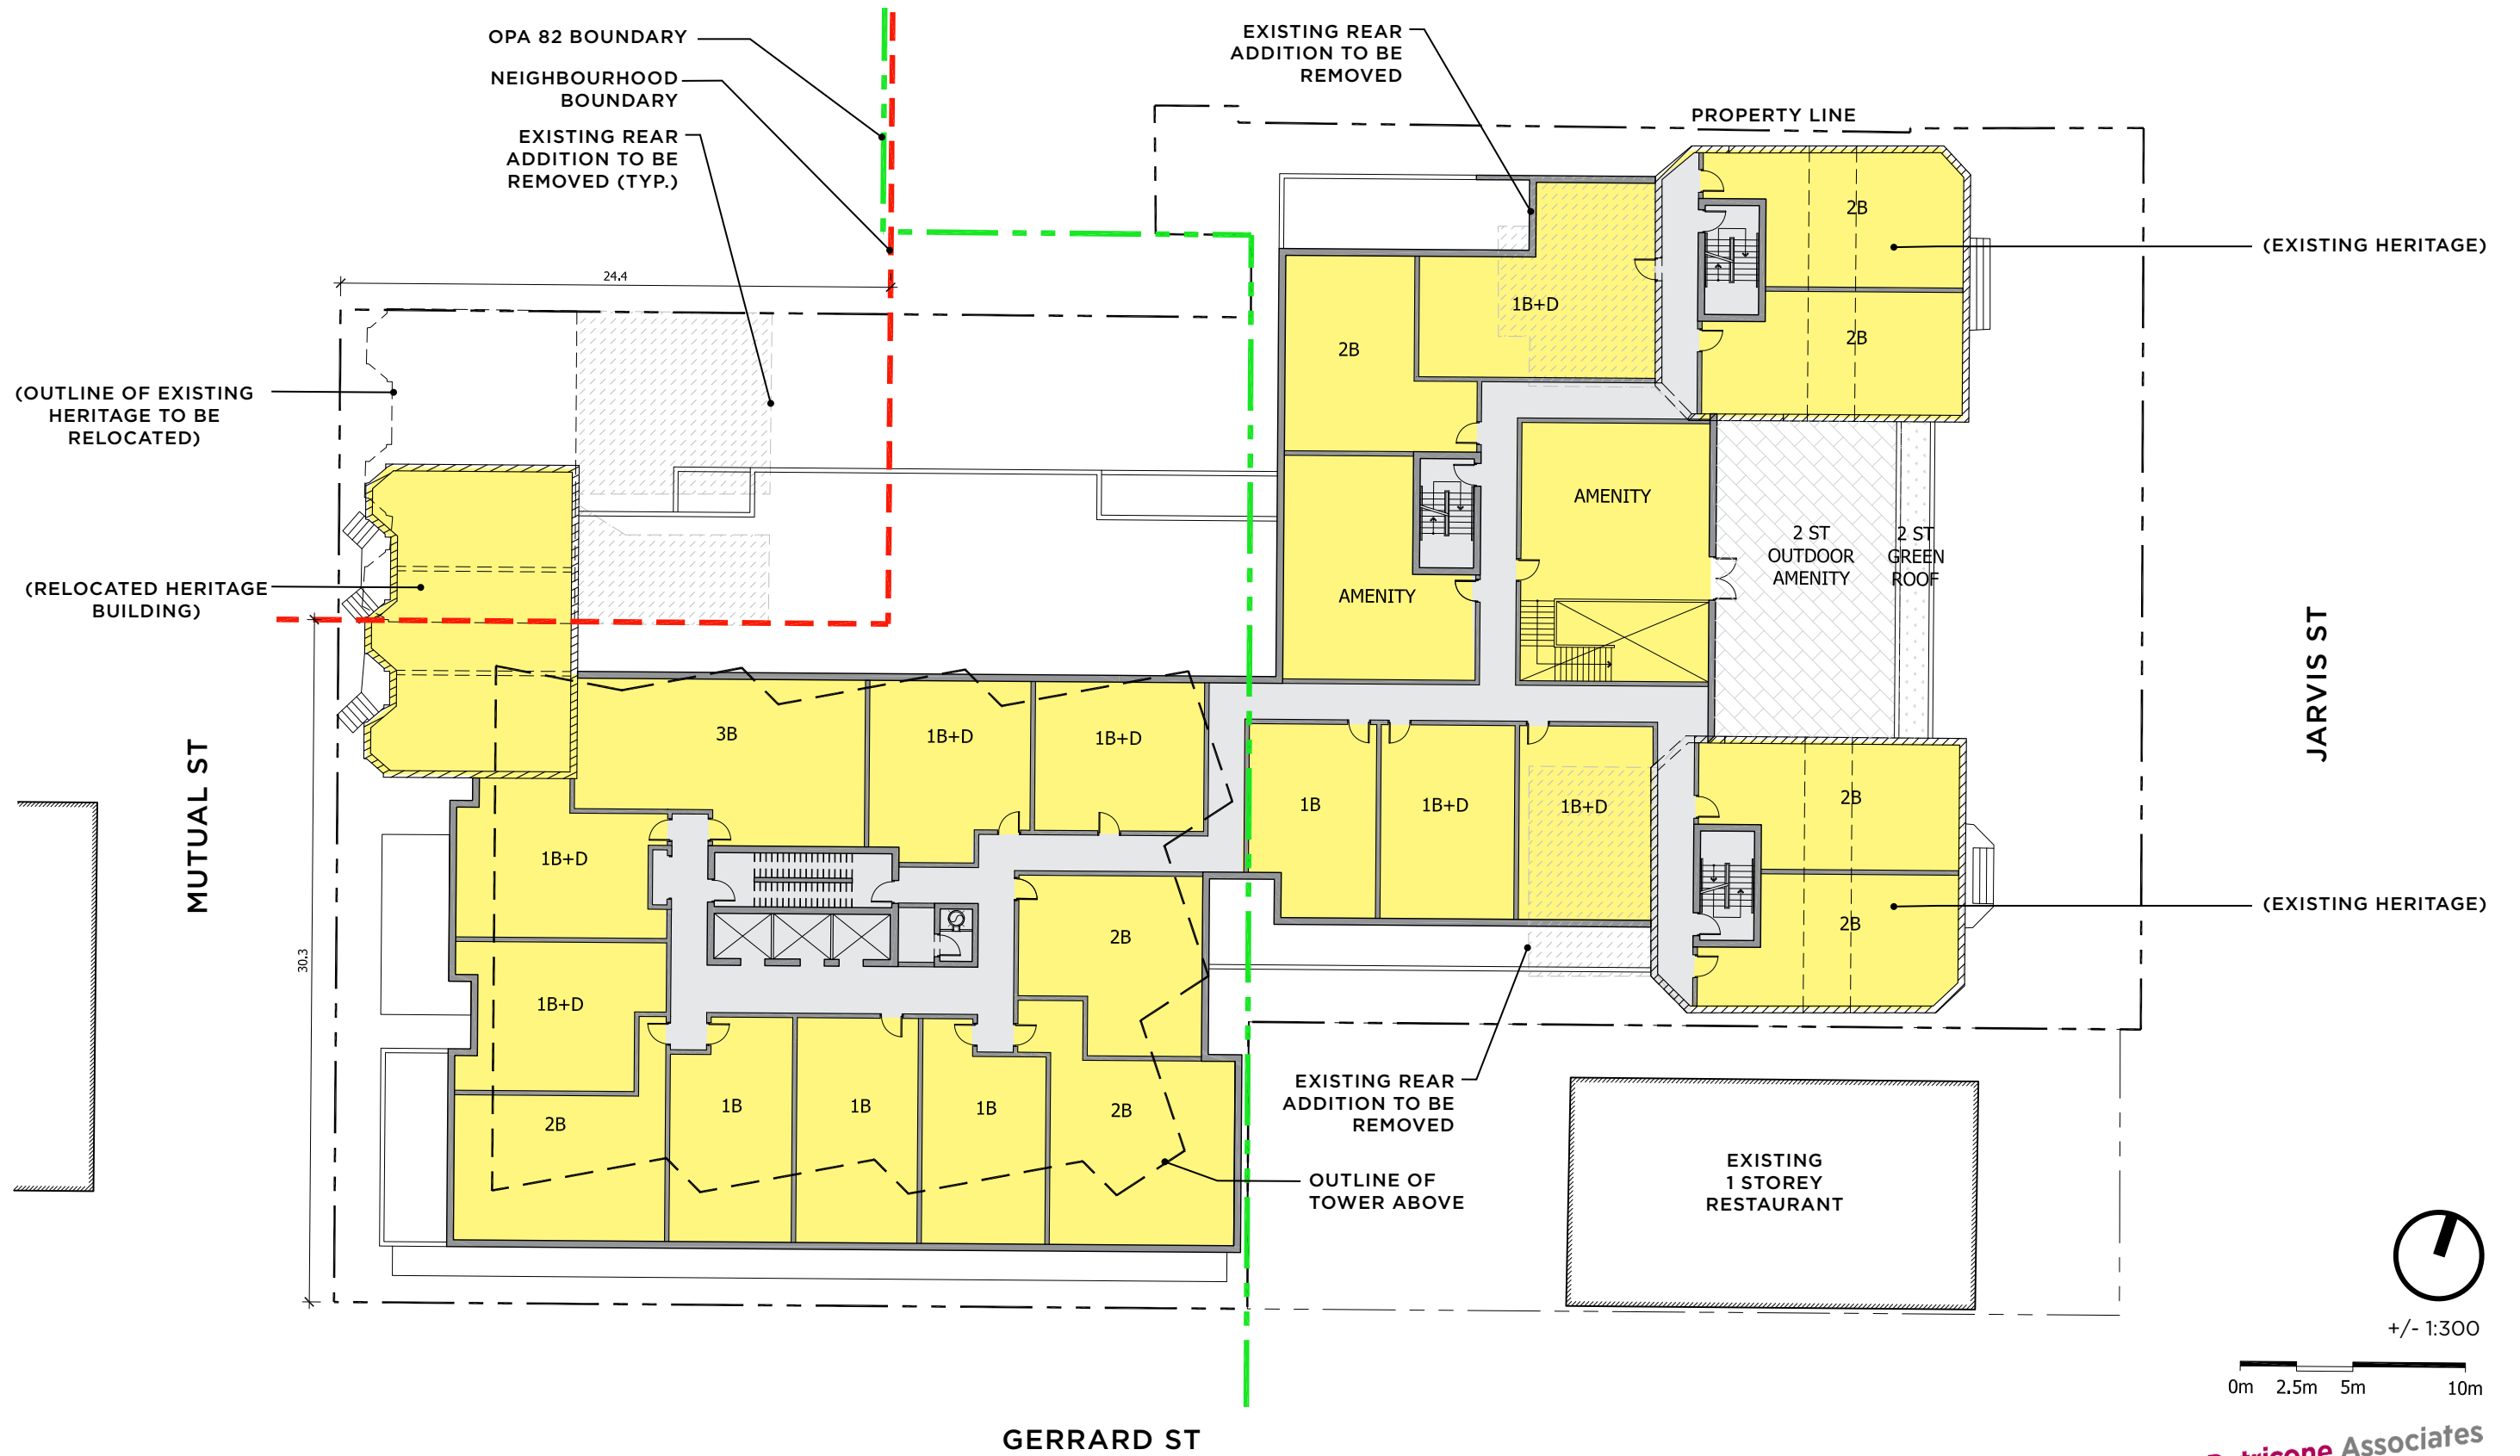 OPA 82 BOUNDARY
NEIGHBOURHOOD
BOUNDARY
EXISTING REAR
ADDITION TO BE
REMOVED (TYP.)
EXISTING REAR
ADDITION TO BE
REMOVED
PROPERTY LINE
2B
(EXISTING HERITAGE)
24.4
1B+D
2B
2B
(OUTLINE OF EXISTING
HERITAGE TO BE
RELOCATED)
AMENITY
2 ST
OUTDOOR
AMENITY
2 ST
GREEN
ROOF
(RELOCATED HERITAGE
BUILDING)
AMENITY
JARVIS ST
MUTUAL ST
3B
1B+D
1B+D
1B
1B+D
1B+D
2B
1B+D
2B
(EXISTING HERITAGE)
2B
30.3
1B+D
2B
1B
1B
1B
2B
EXISTING REAR
ADDITION TO BE
REMOVED
OUTLINE OF
TOWER ABOVE
EXISTING
1 STOREY
RESTAURANT
+/- 1:300
0m 2.5m 5m 10m
GERRARD ST
Associates